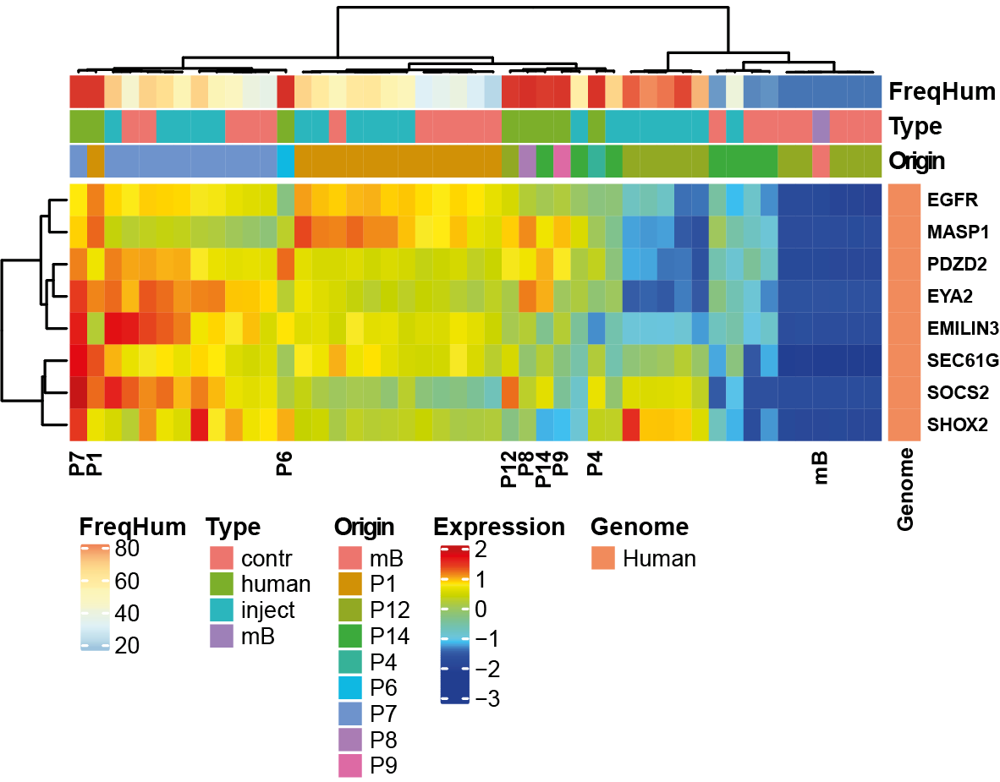 FreqHum
Type
Origin
EGFR
MASP1
PDZD2
EYA2
EMILIN3
SEC61G
SOCS2
SHOX2
P7 P1 P6 P12 P8 P14 P9 P4 mB Genome
FreqHum
80
60
40
20
Type
contr
human
inject
mB
Origin
mB
P1
P12
P14
P4
P6
P7
P8
P9
Expression
2
1
0
−1
−2
−3
Genome
Human